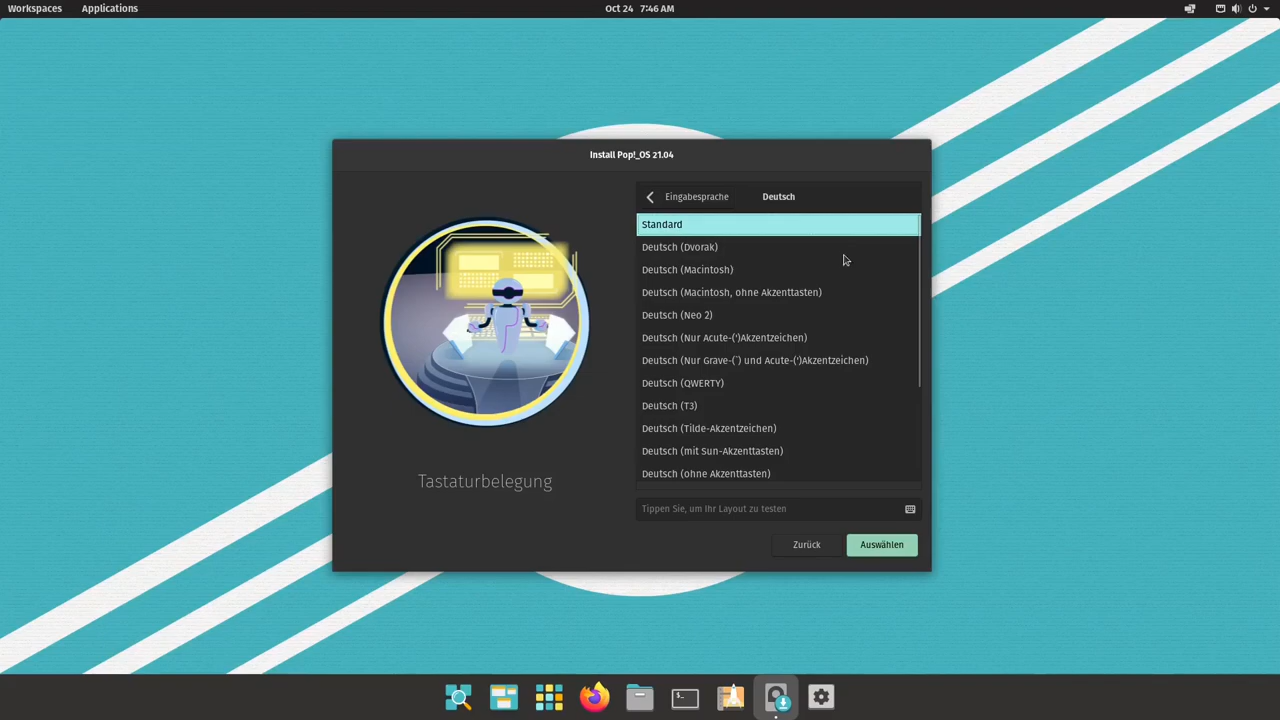 Workspaces Applications Oct 24 7:46 AM
Install Pop!_OS 21.04
Eingabesprache Deutsch
Standard
Deutsch (Dvorak)
Deutsch (Macintosh)
Deutsch (Macintosh, ohne Akzenttasten)
Deutsch (Neo 2)
Deutsch (Nur Acute-(')Akzentzeichen)
Deutsch (Nur Grave-(`) und Acute-(')Akzentzeichen)
Deutsch (QWERTY)
Deutsch (T3)
Deutsch (Tilde-Akzentzeichen)
Deutsch (mit Sun-Akzenttasten)
Deutsch (ohne Akzenttasten)
Tastaturbelegung
Tippen Sie, um Ihr Layout zu testen
Zurück Auswählen